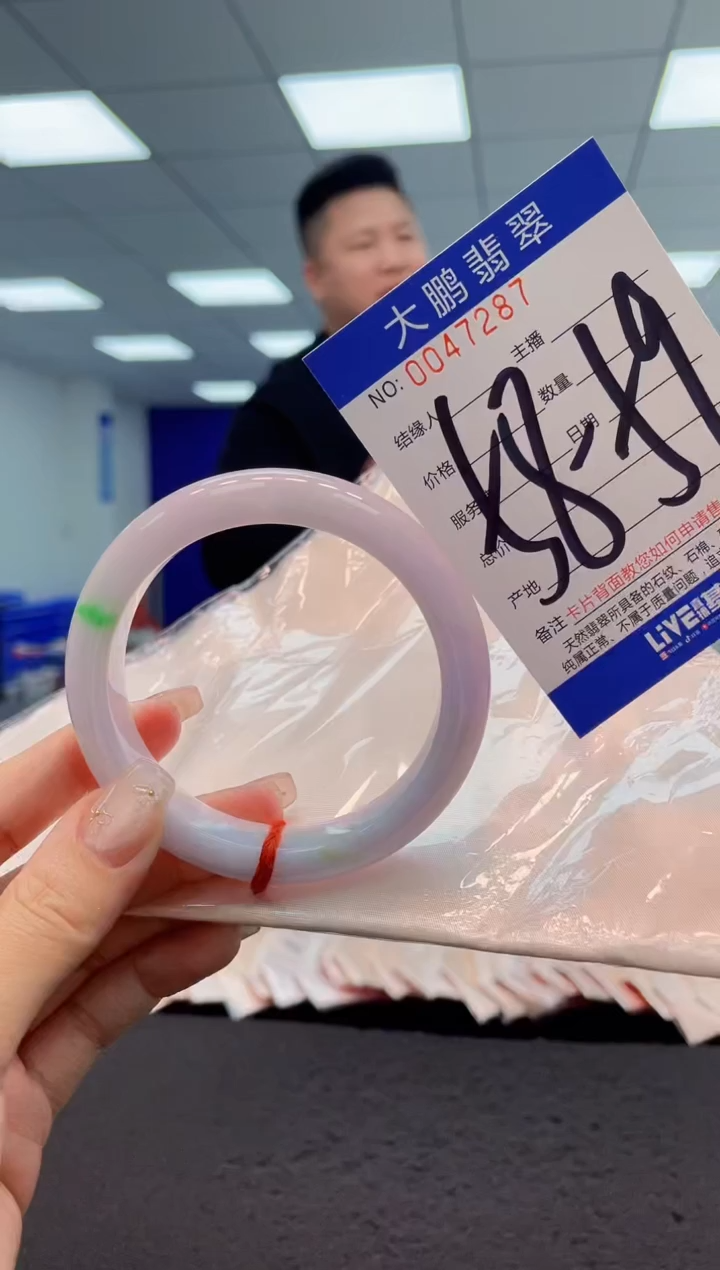 大鹏翡翠
NO: 0047287
结缘人 主播
价格 数量
服务 日期
总价
产地
备注 卡片背面教您如何申请售
天然翡翠所具备的石纹、石棉、
纯属正常、不属于质量问题,追
LiVE